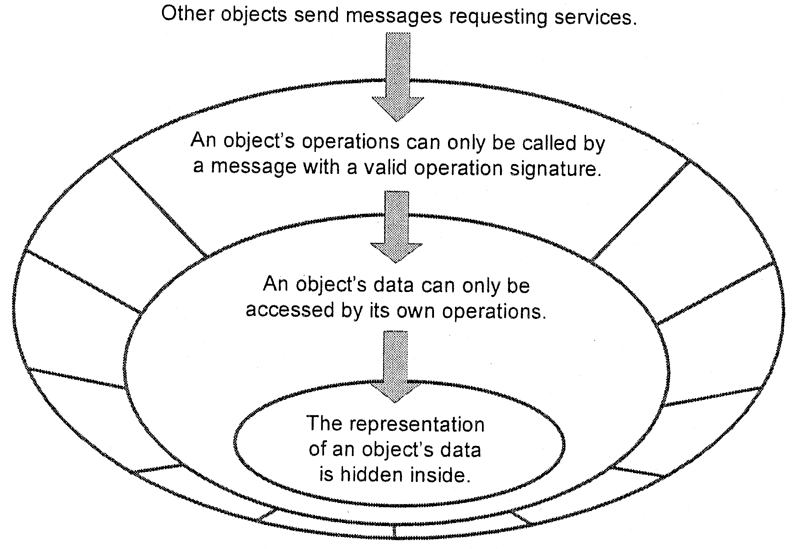 Other objects send messages requesting services.
An object's operations can only be called by
a message with a valid operation signature.
An object's data can only be
accessed by its own operations.
The representation
of an object's data
is hidden inside.